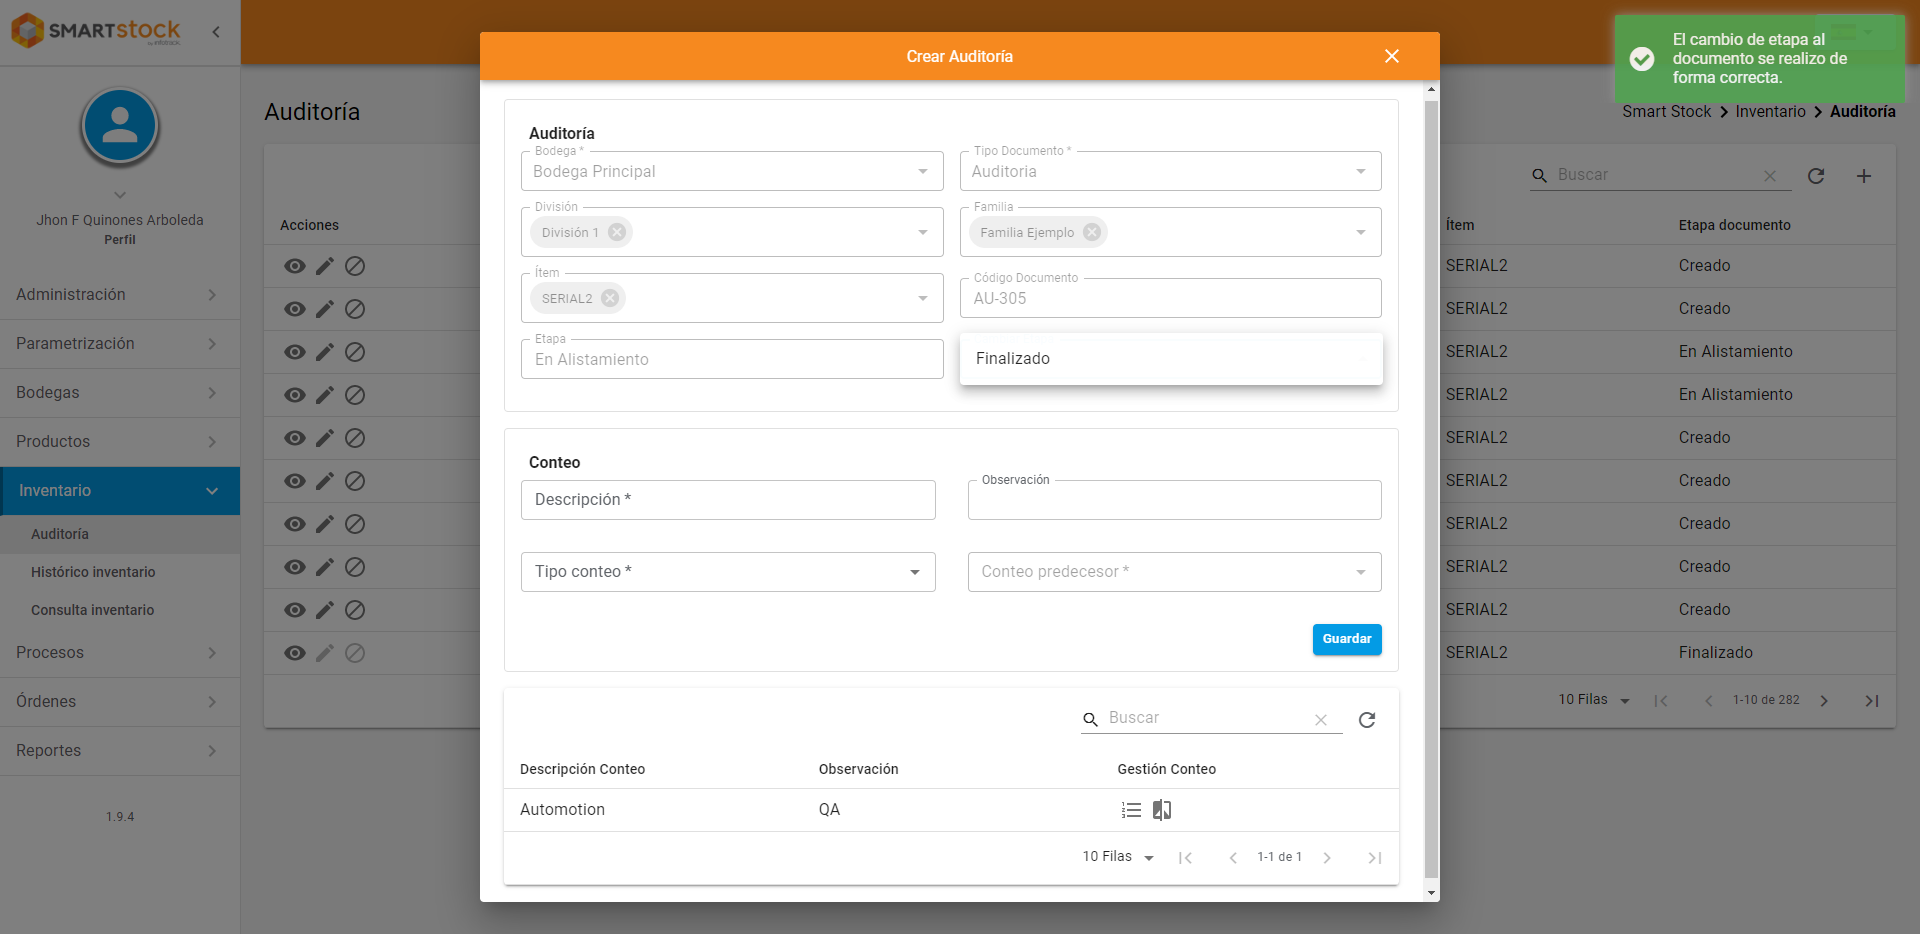 SMARTSTOCK
by infotrack
El cambio de etapa al
documento se realizo de
forma correcta.
Crear Auditoría
Auditoría
Smart Stock
Inventario
Auditoría
Jhon F Quinones Arboleda
Perfil
Administración
Parametrización
Bodegas
Productos
Inventario
Auditoría
Histórico inventario
Consulta inventario
Procesos
Órdenes
Reportes
1.9.4
Acciones
Auditoría
Bodega *
Bodega Principal
Tipo Documento *
Auditoria
División
División 1
Familia
Familia Ejemplo
Ítem
SERIAL2
Código Documento
AU-305
Etapa
En Alistamiento
Finalizado
Conteo
Descripción *
Observación
Tipo conteo *
Conteo predecesor *
Guardar
Buscar
Descripción Conteo
Observación
Gestión Conteo
Automotion
QA
10 Filas
1-1 de 1
Buscar
Ítem
Etapa documento
SERIAL2
Creado
SERIAL2
Creado
SERIAL2
En Alistamiento
SERIAL2
En Alistamiento
SERIAL2
Creado
SERIAL2
Creado
SERIAL2
Creado
SERIAL2
Creado
SERIAL2
Creado
SERIAL2
Finalizado
10 Filas
1-10 de 282